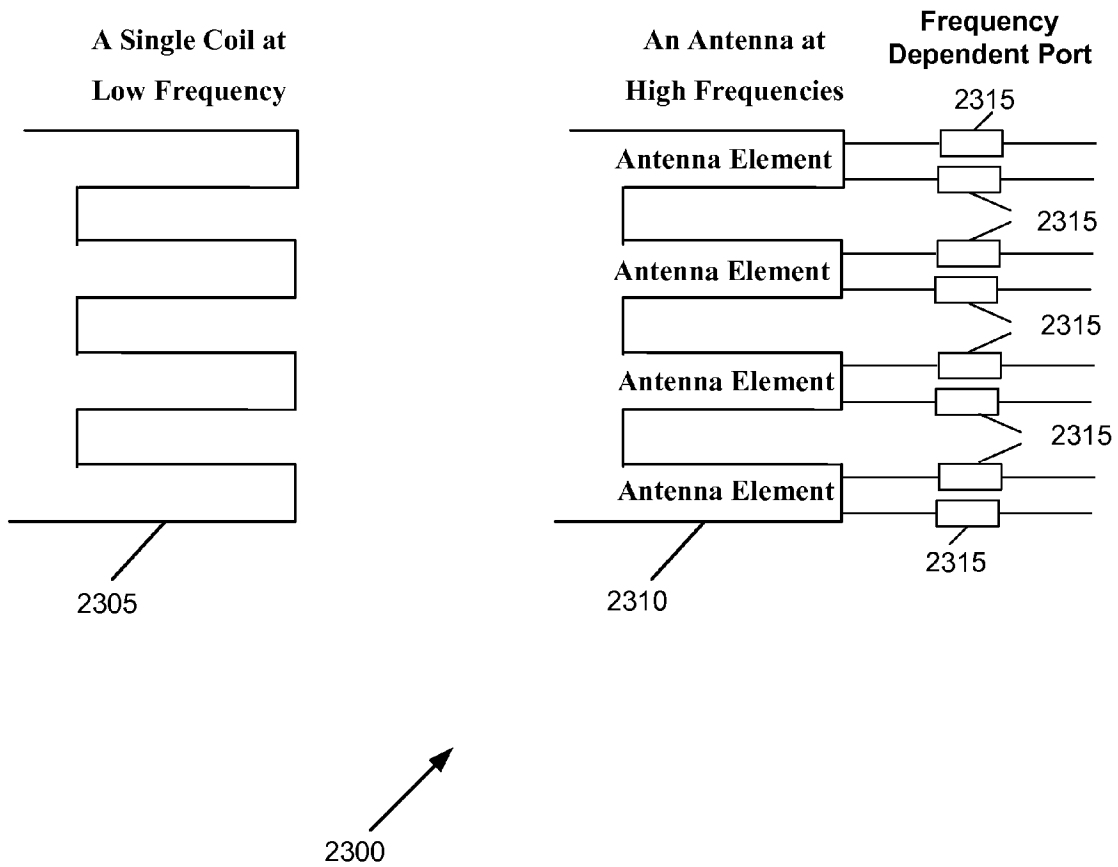 A Single Coil at
Low Frequency
An Antenna at
High Frequencies
Frequency
Dependent Port
2315
Antenna Element
2315
Antenna Element
2315
Antenna Element
2315
Antenna Element
2315
2305
2310
2300